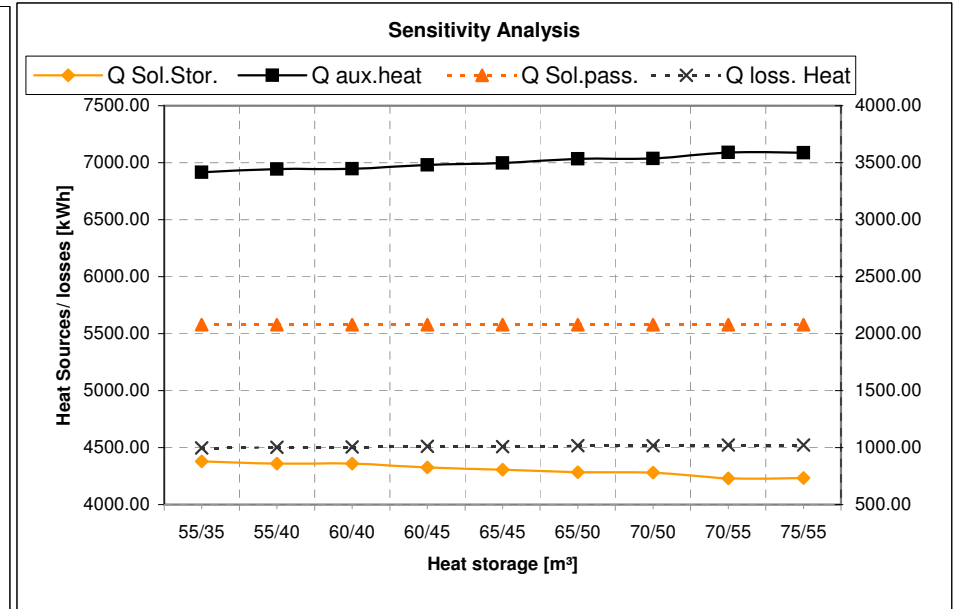 Sensitivity Analysis
Q Sol.Stor. Q aux.heat Q Sol.pass. Q loss. Heat
7500.00 4000.00
7000.00 3500.00
6500.00 3000.00
6000.00 2500.00
5500.00 2000.00
5000.00 1500.00
4500.00 1000.00
4000.00 500.00
Heat Sources/ losses [kWh]
55/35 55/40 60/40 60/45 65/45 65/50 70/50 70/55 75/55
Heat storage [m³]